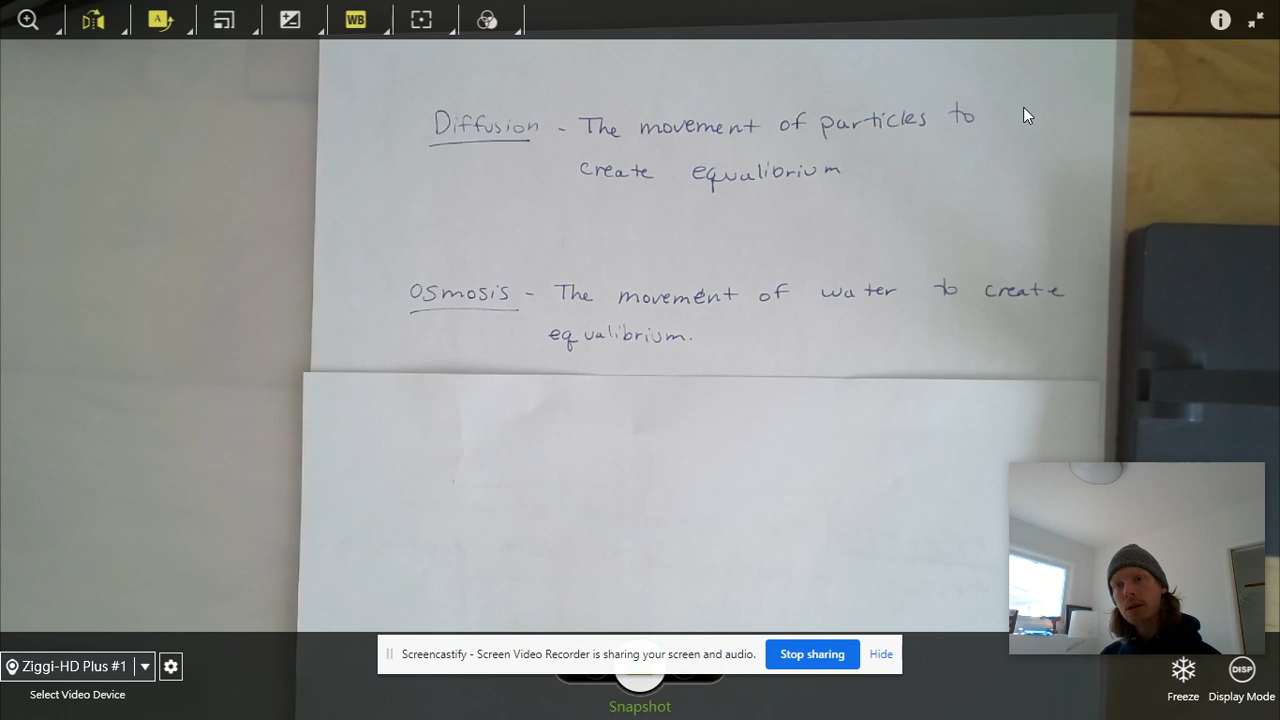 A
WB
i
Diffusion - The movement of particles to
create equalibrium
Osmosis - The movement of water to create
equalibrium.
Screencastify - Screen Video Recorder is sharing your screen and audio.
Stop sharing
Hide
Ziggi-HD Plus #1
Select Video Device
Snapshot
DISP
Freeze
Display Mode